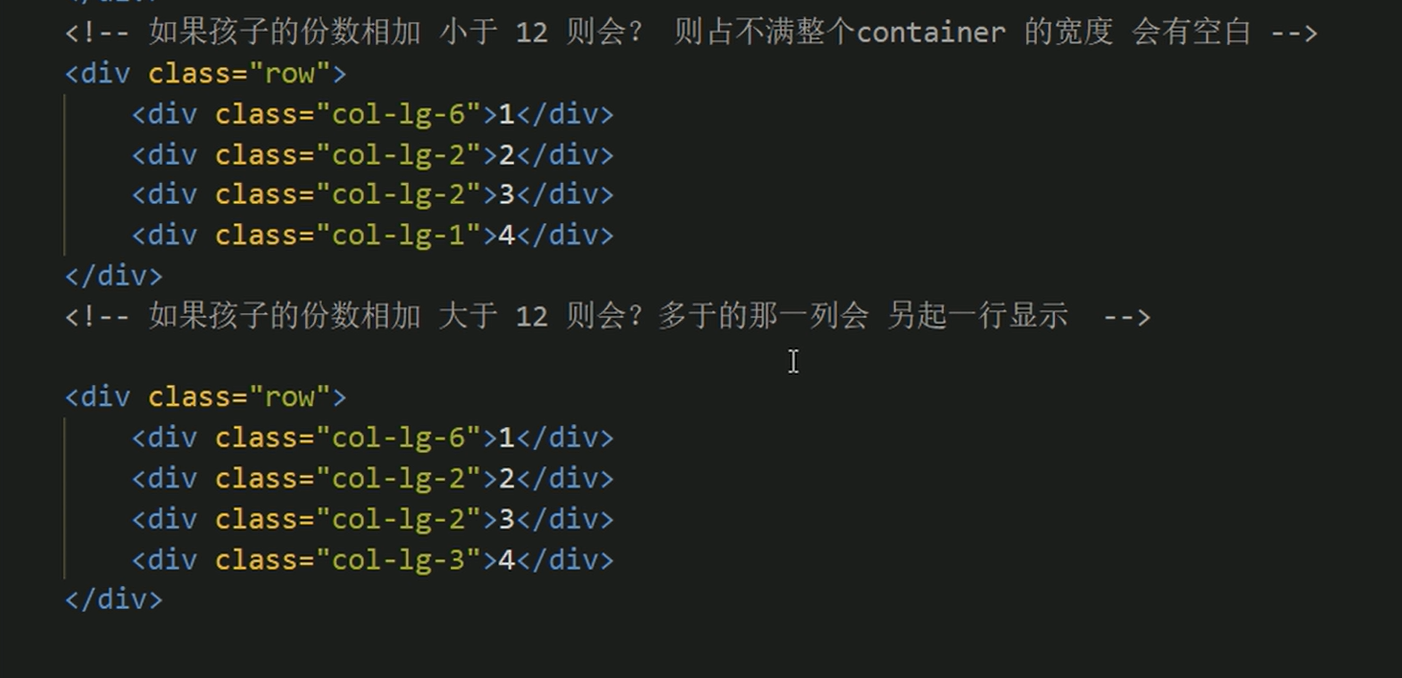 <!-- 如果孩子的份数相加 小于 12 则会？ 则占不满整个container 的宽度 会有空白 -->
<div class="row">
    <div class="col-lg-6">1</div>
    <div class="col-lg-2">2</div>
    <div class="col-lg-2">3</div>
    <div class="col-lg-1">4</div>
</div>
<!-- 如果孩子的份数相加 大于 12 则会？多于的那一列会 另起一行显示  -->
<div class="row">
    <div class="col-lg-6">1</div>
    <div class="col-lg-2">2</div>
    <div class="col-lg-2">3</div>
    <div class="col-lg-3">4</div>
</div>